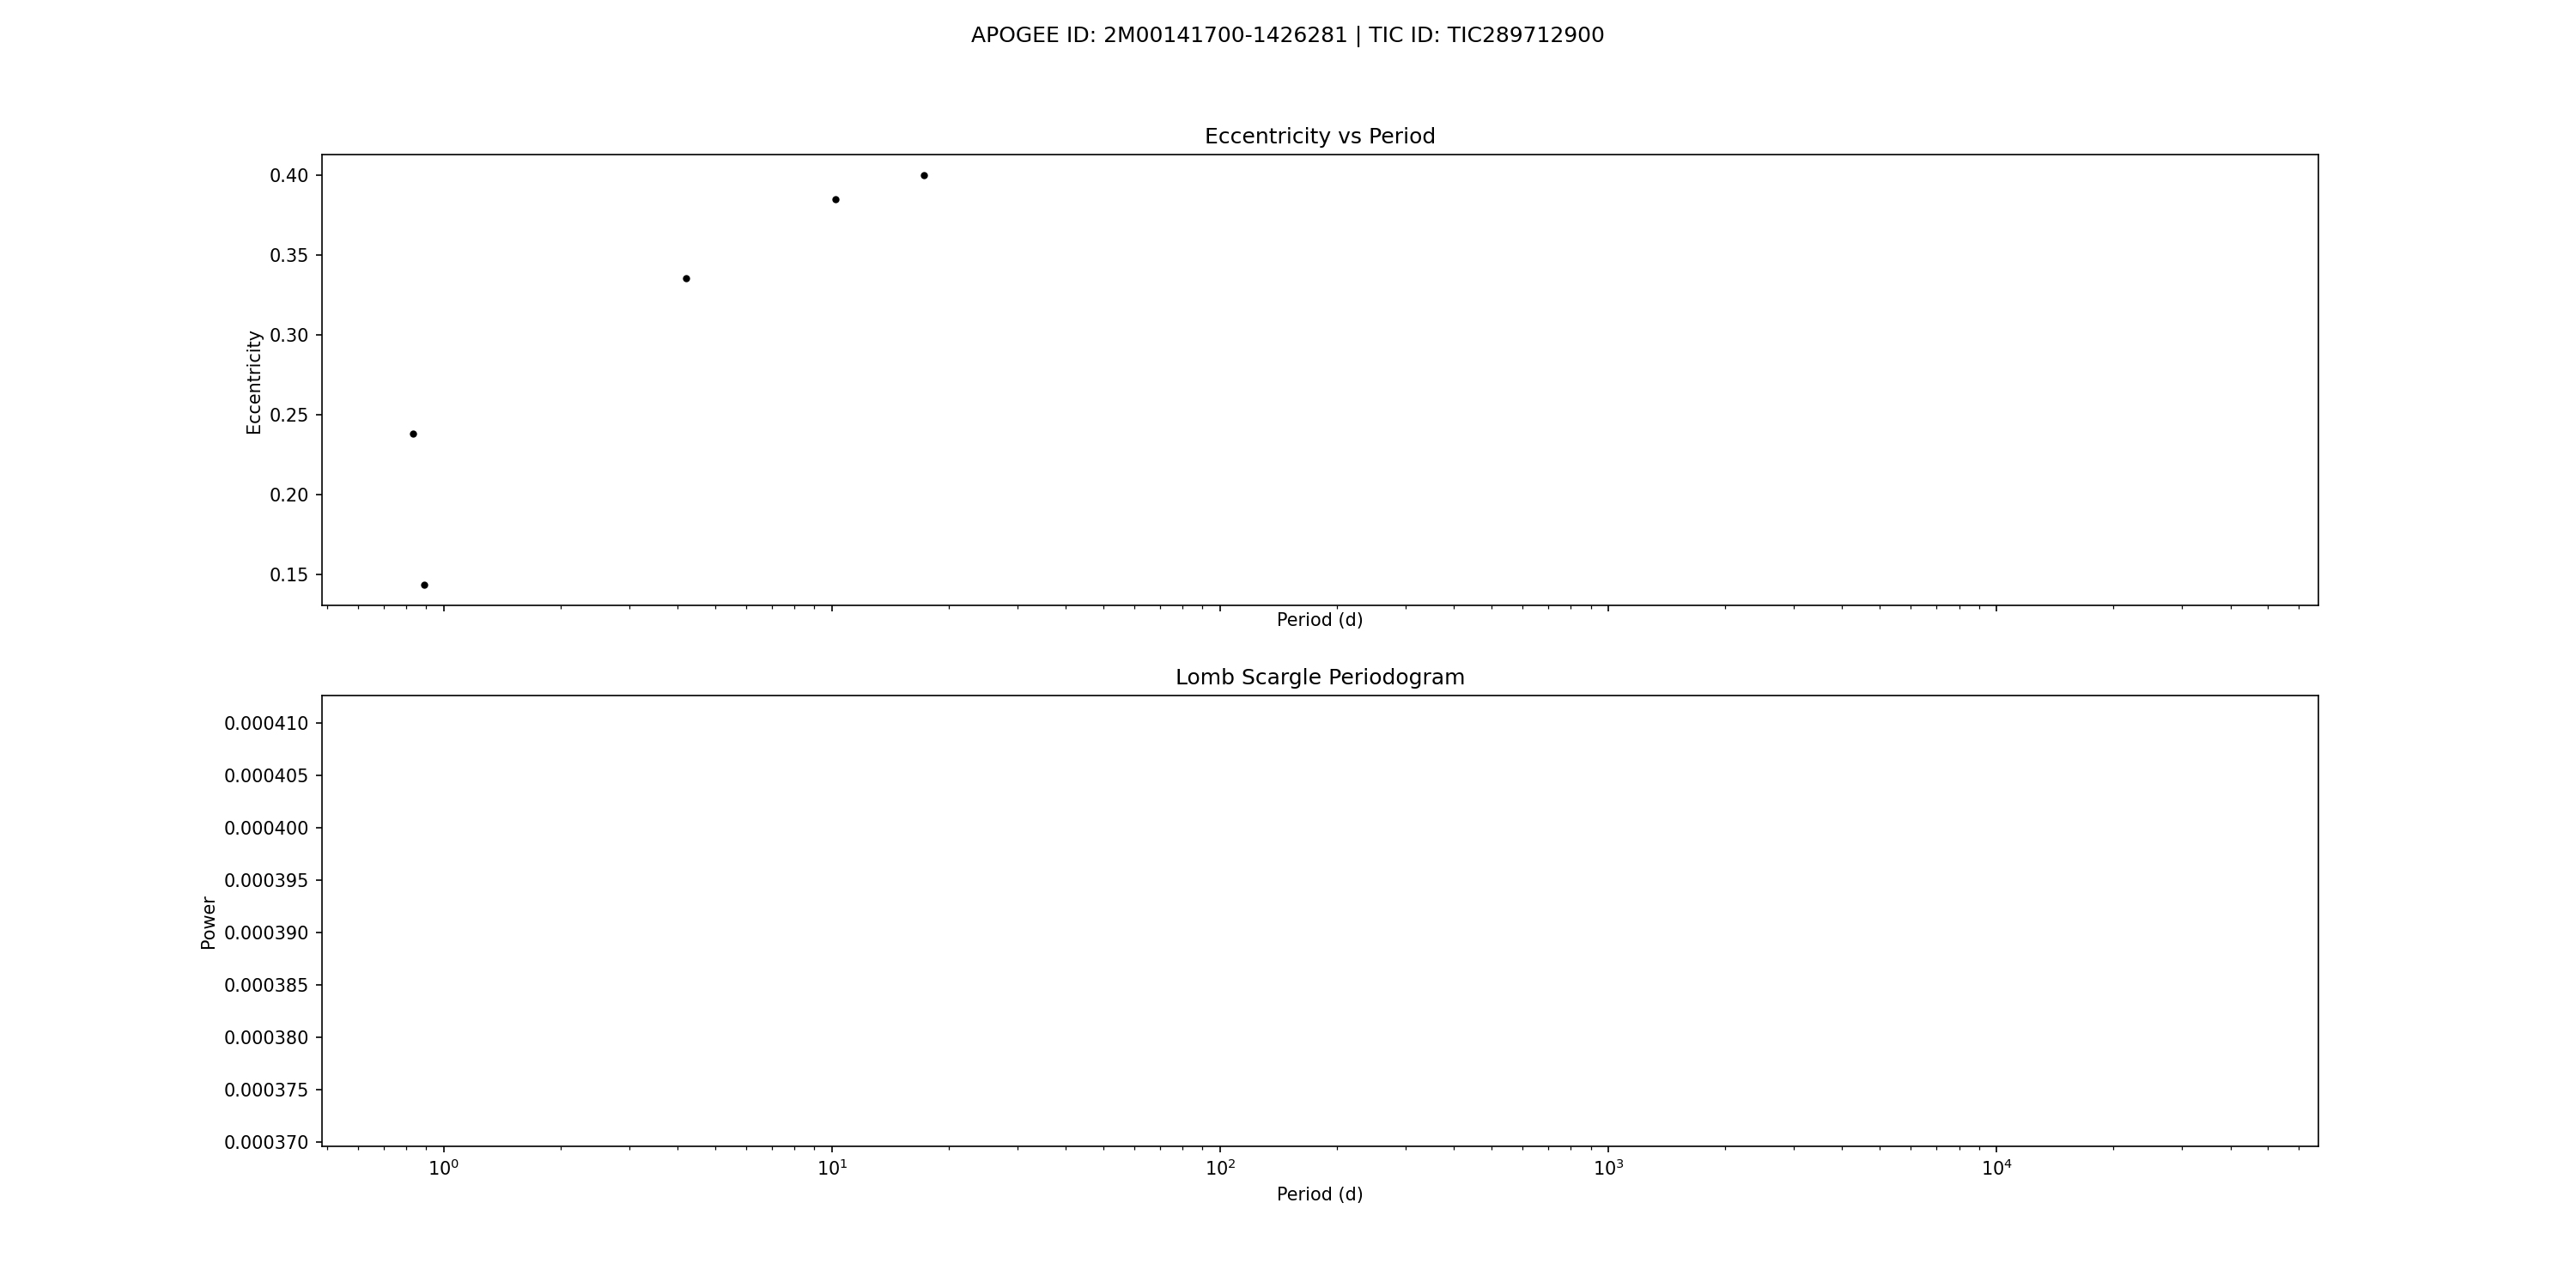 APOGEE ID: 2M00141700-1426281 | TIC ID: TIC289712900
Eccentricity vs Period
0.40
0.35
0.30
0.25
0.20
0.15
Eccentricity
Period (d)
Lomb Scargle Periodogram
0.000410
0.000405
0.000400
0.000395
0.000390
0.000385
0.000380
0.000375
0.000370
Power
10⁰ 10¹ 10² 10³ 10⁴
Period (d)